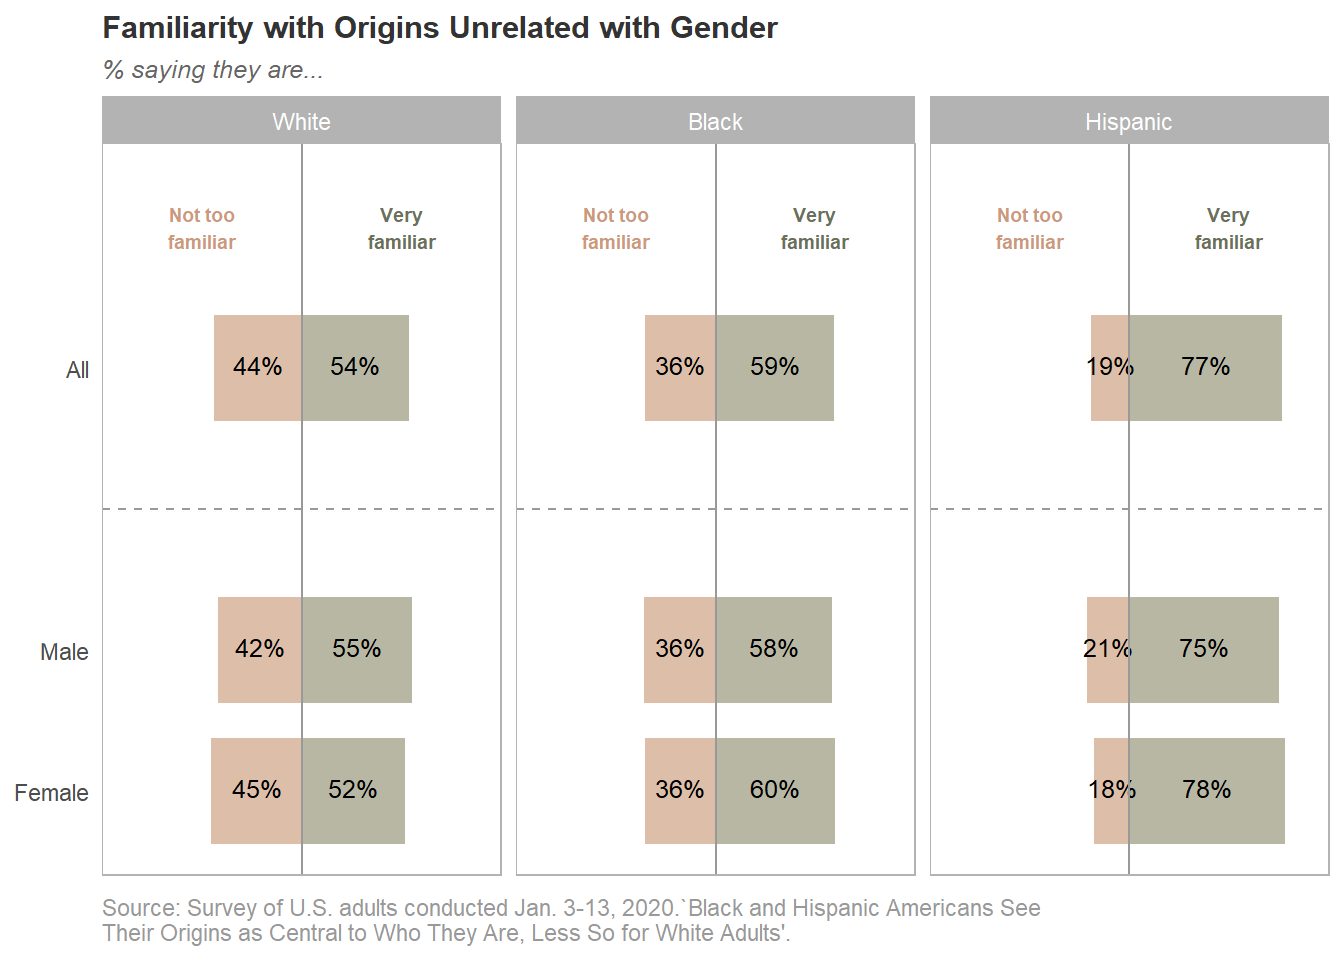 Familiarity with Origins Unrelated with Gender
% saying they are...
White Black Hispanic
Not too Very Not too Very Not too Very
familiar familiar familiar familiar familiar familiar
All 44% 54% 36% 59% 19% 77%
Male 42% 55% 36% 58% 21% 75%
Female 45% 52% 36% 60% 18% 78%
Source: Survey of U.S. adults conducted Jan. 3-13, 2020.`Black and Hispanic Americans See
Their Origins as Central to Who They Are, Less So for White Adults'.